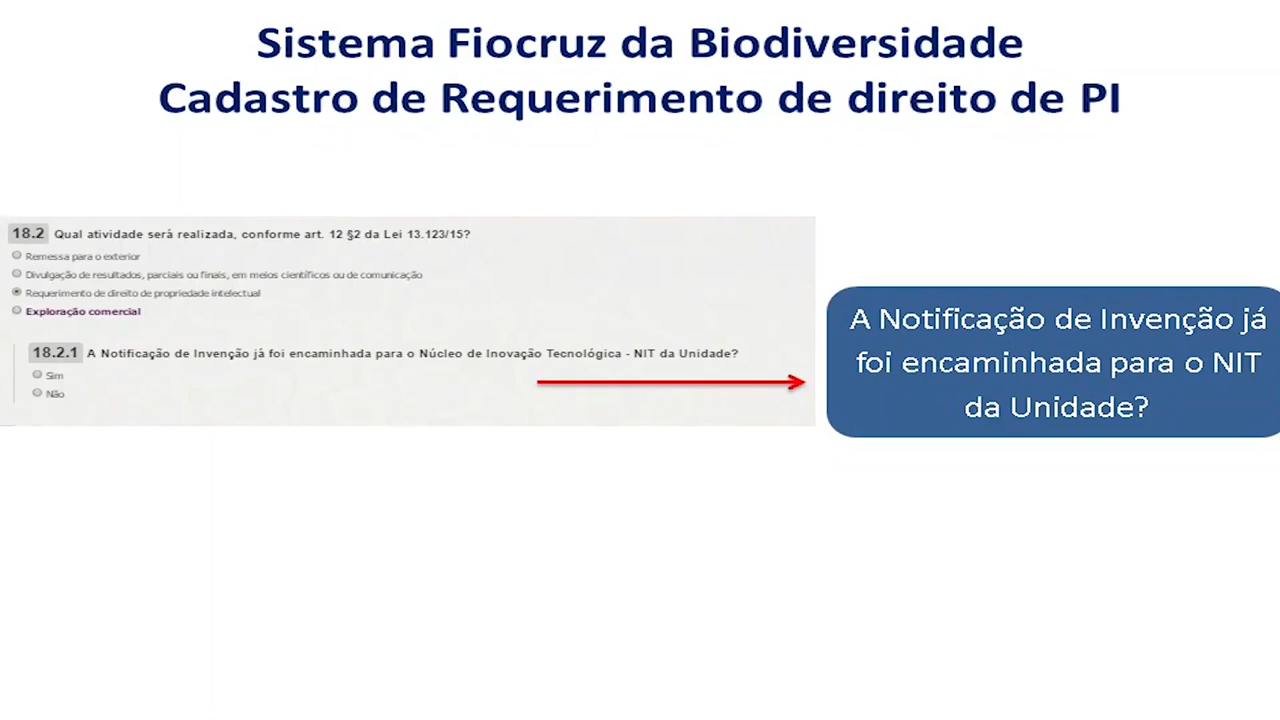 Sistema Fiocruz da Biodiversidade
Cadastro de Requerimento de direito de PI
18.2 Qual atividade será realizada, conforme art. 12 §2 da Lei 13.123/15?
Remessa para o exterior
Divulgação de resultados, parciais ou finais, em meios científicos ou de comunicação
Requerimento de direito de propriedade intelectual
Exploração comercial
18.2.1 A Notificação de Invenção já foi encaminhada para o Núcleo de Inovação Tecnológica - NIT da Unidade?
Sim
Não
A Notificação de Invenção já
foi encaminhada para o NIT
da Unidade?